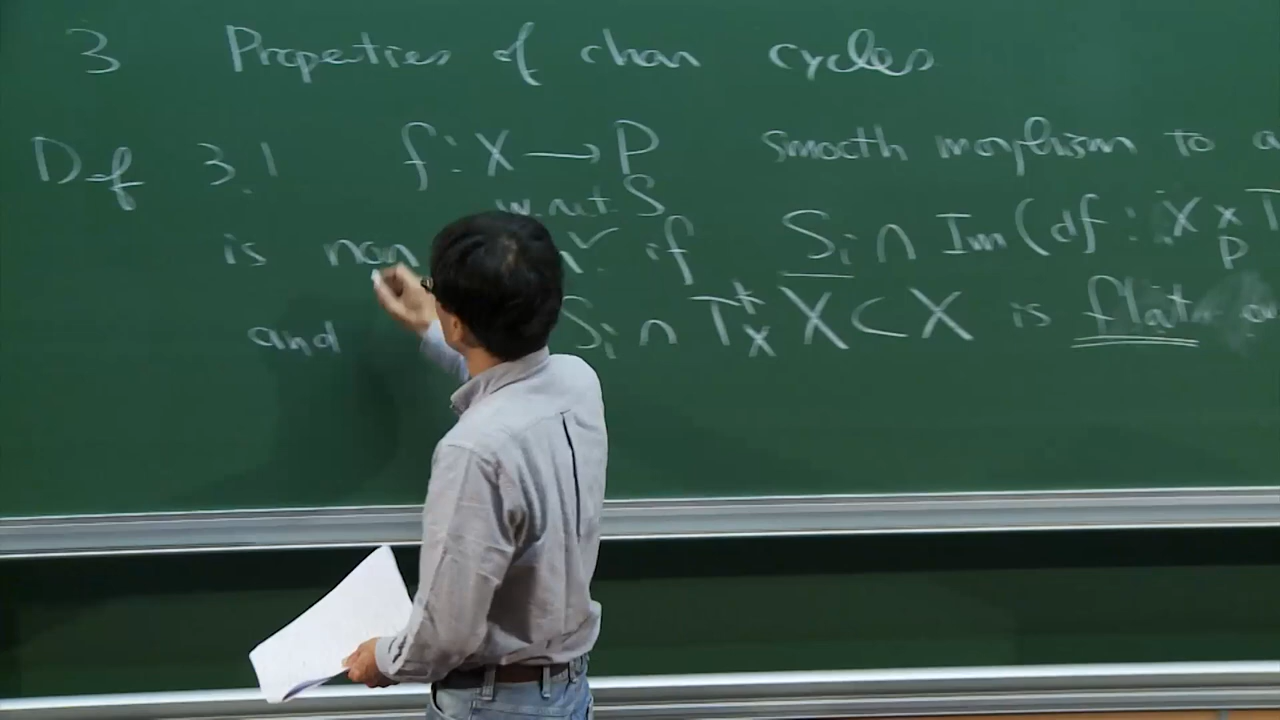 3 Properties of char cycles
Def 3.1 f: X → P smooth morphism to a
w.r.t. S
is non if S_i ∩ Im (df : X ×_P T
and S_i ∩ T*_X X ⊂ X is flat